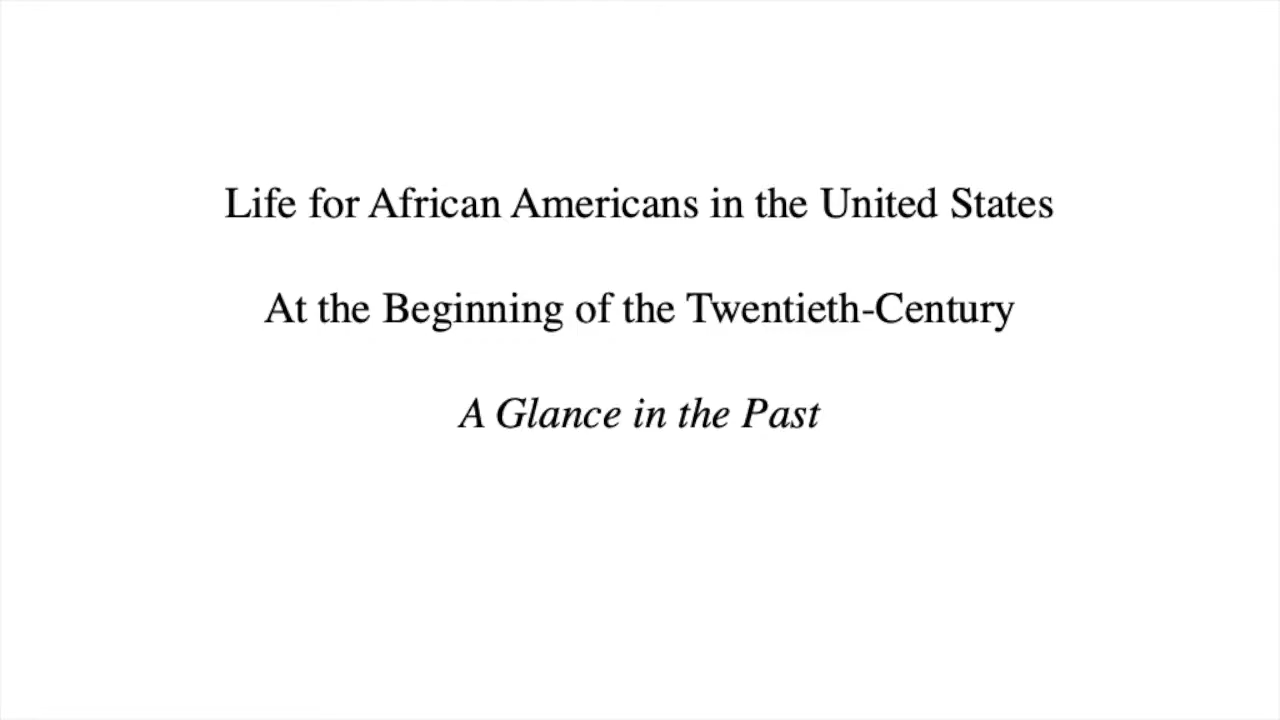 Life for African Americans in the United States
At the Beginning of the Twentieth-Century
A Glance in the Past